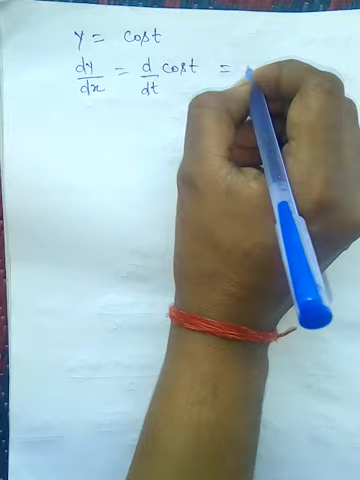 y = cost
dy/dx = d/dt cost =